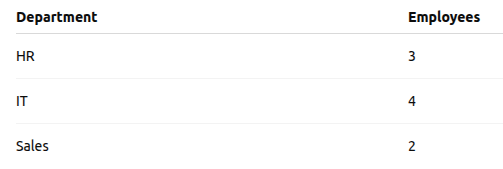 Department Employees
HR 3
IT 4
Sales 2